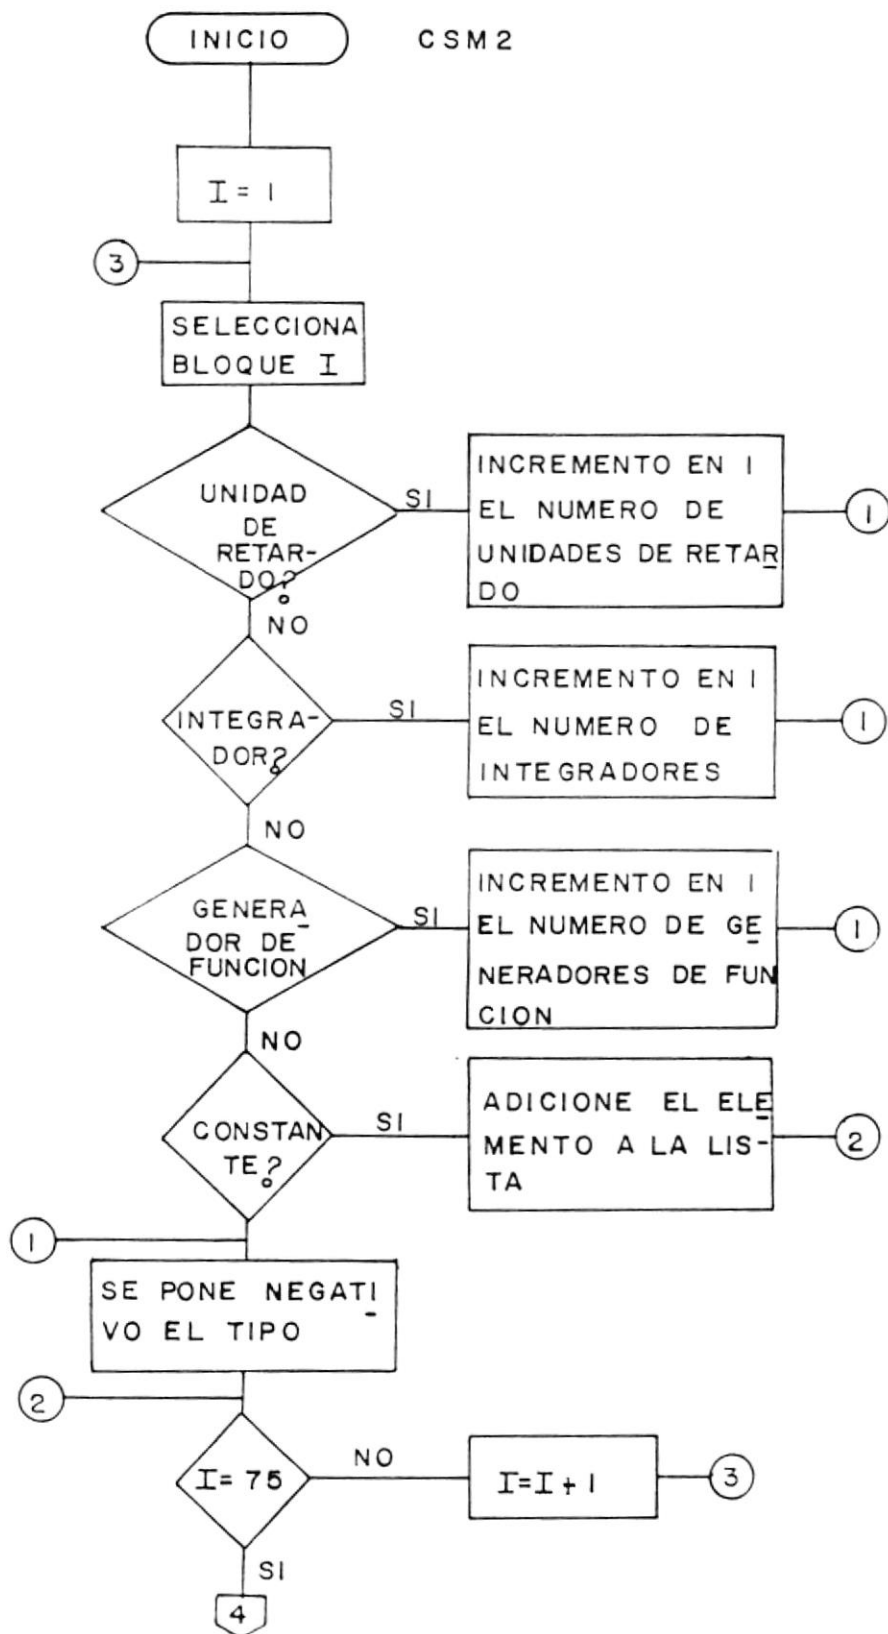 INICIO
CSM2
I = 1
3
SELECCIONA
BLOQUE I
UNIDAD
DE
RETAR-
DO?
SI
INCREMENTO EN 1
EL NUMERO DE
UNIDADES DE RETAR
DO
1
NO
INTEGRA-
DOR?
SI
INCREMENTO EN 1
EL NUMERO DE
INTEGRADORES
1
NO
GENERA
DOR DE
FUNCION
SI
INCREMENTO EN 1
EL NUMERO DE GE
NERADORES DE FUN
CION
1
NO
CONSTAN
TE?
SI
ADICIONE EL ELE
MENTO A LA LIS-
TA
2
1
SE PONE NEGATI
VO EL TIPO
2
I = 75
NO
I=I+1
3
SI
4